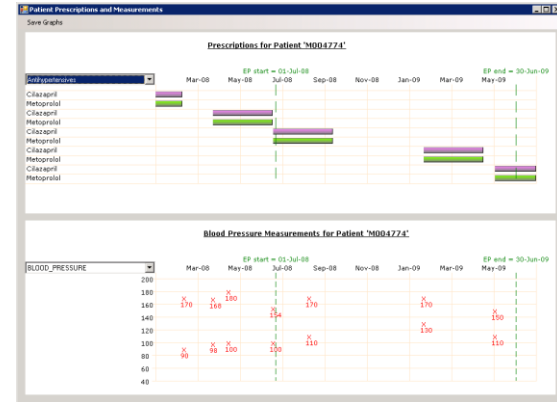 Patient Prescriptions and Measurements
Save Graphs
Prescriptions for Patient 'M004774'
EP start = 01-Jul-08 EP end = 30-Jun-09
Antihypertensives Mar-08 May-08 Jul-08 Sep-08 Nov-08 Jan-09 Mar-09 May-09
Cilazapril
Metoprolol
Cilazapril
Metoprolol
Cilazapril
Metoprolol
Cilazapril
Metoprolol
Cilazapril
Metoprolol
Blood Pressure Measurements for Patient 'M004774'
EP start = 01-Jul-08 EP end = 30-Jun-09
BLOOD_PRESSURE Mar-08 May-08 Jul-08 Sep-08 Nov-08 Jan-09 Mar-09 May-09
200
180 180
160 170 168 170 170
140 154 150
120 130
100 98 100 100 110 110
80 90
60
40